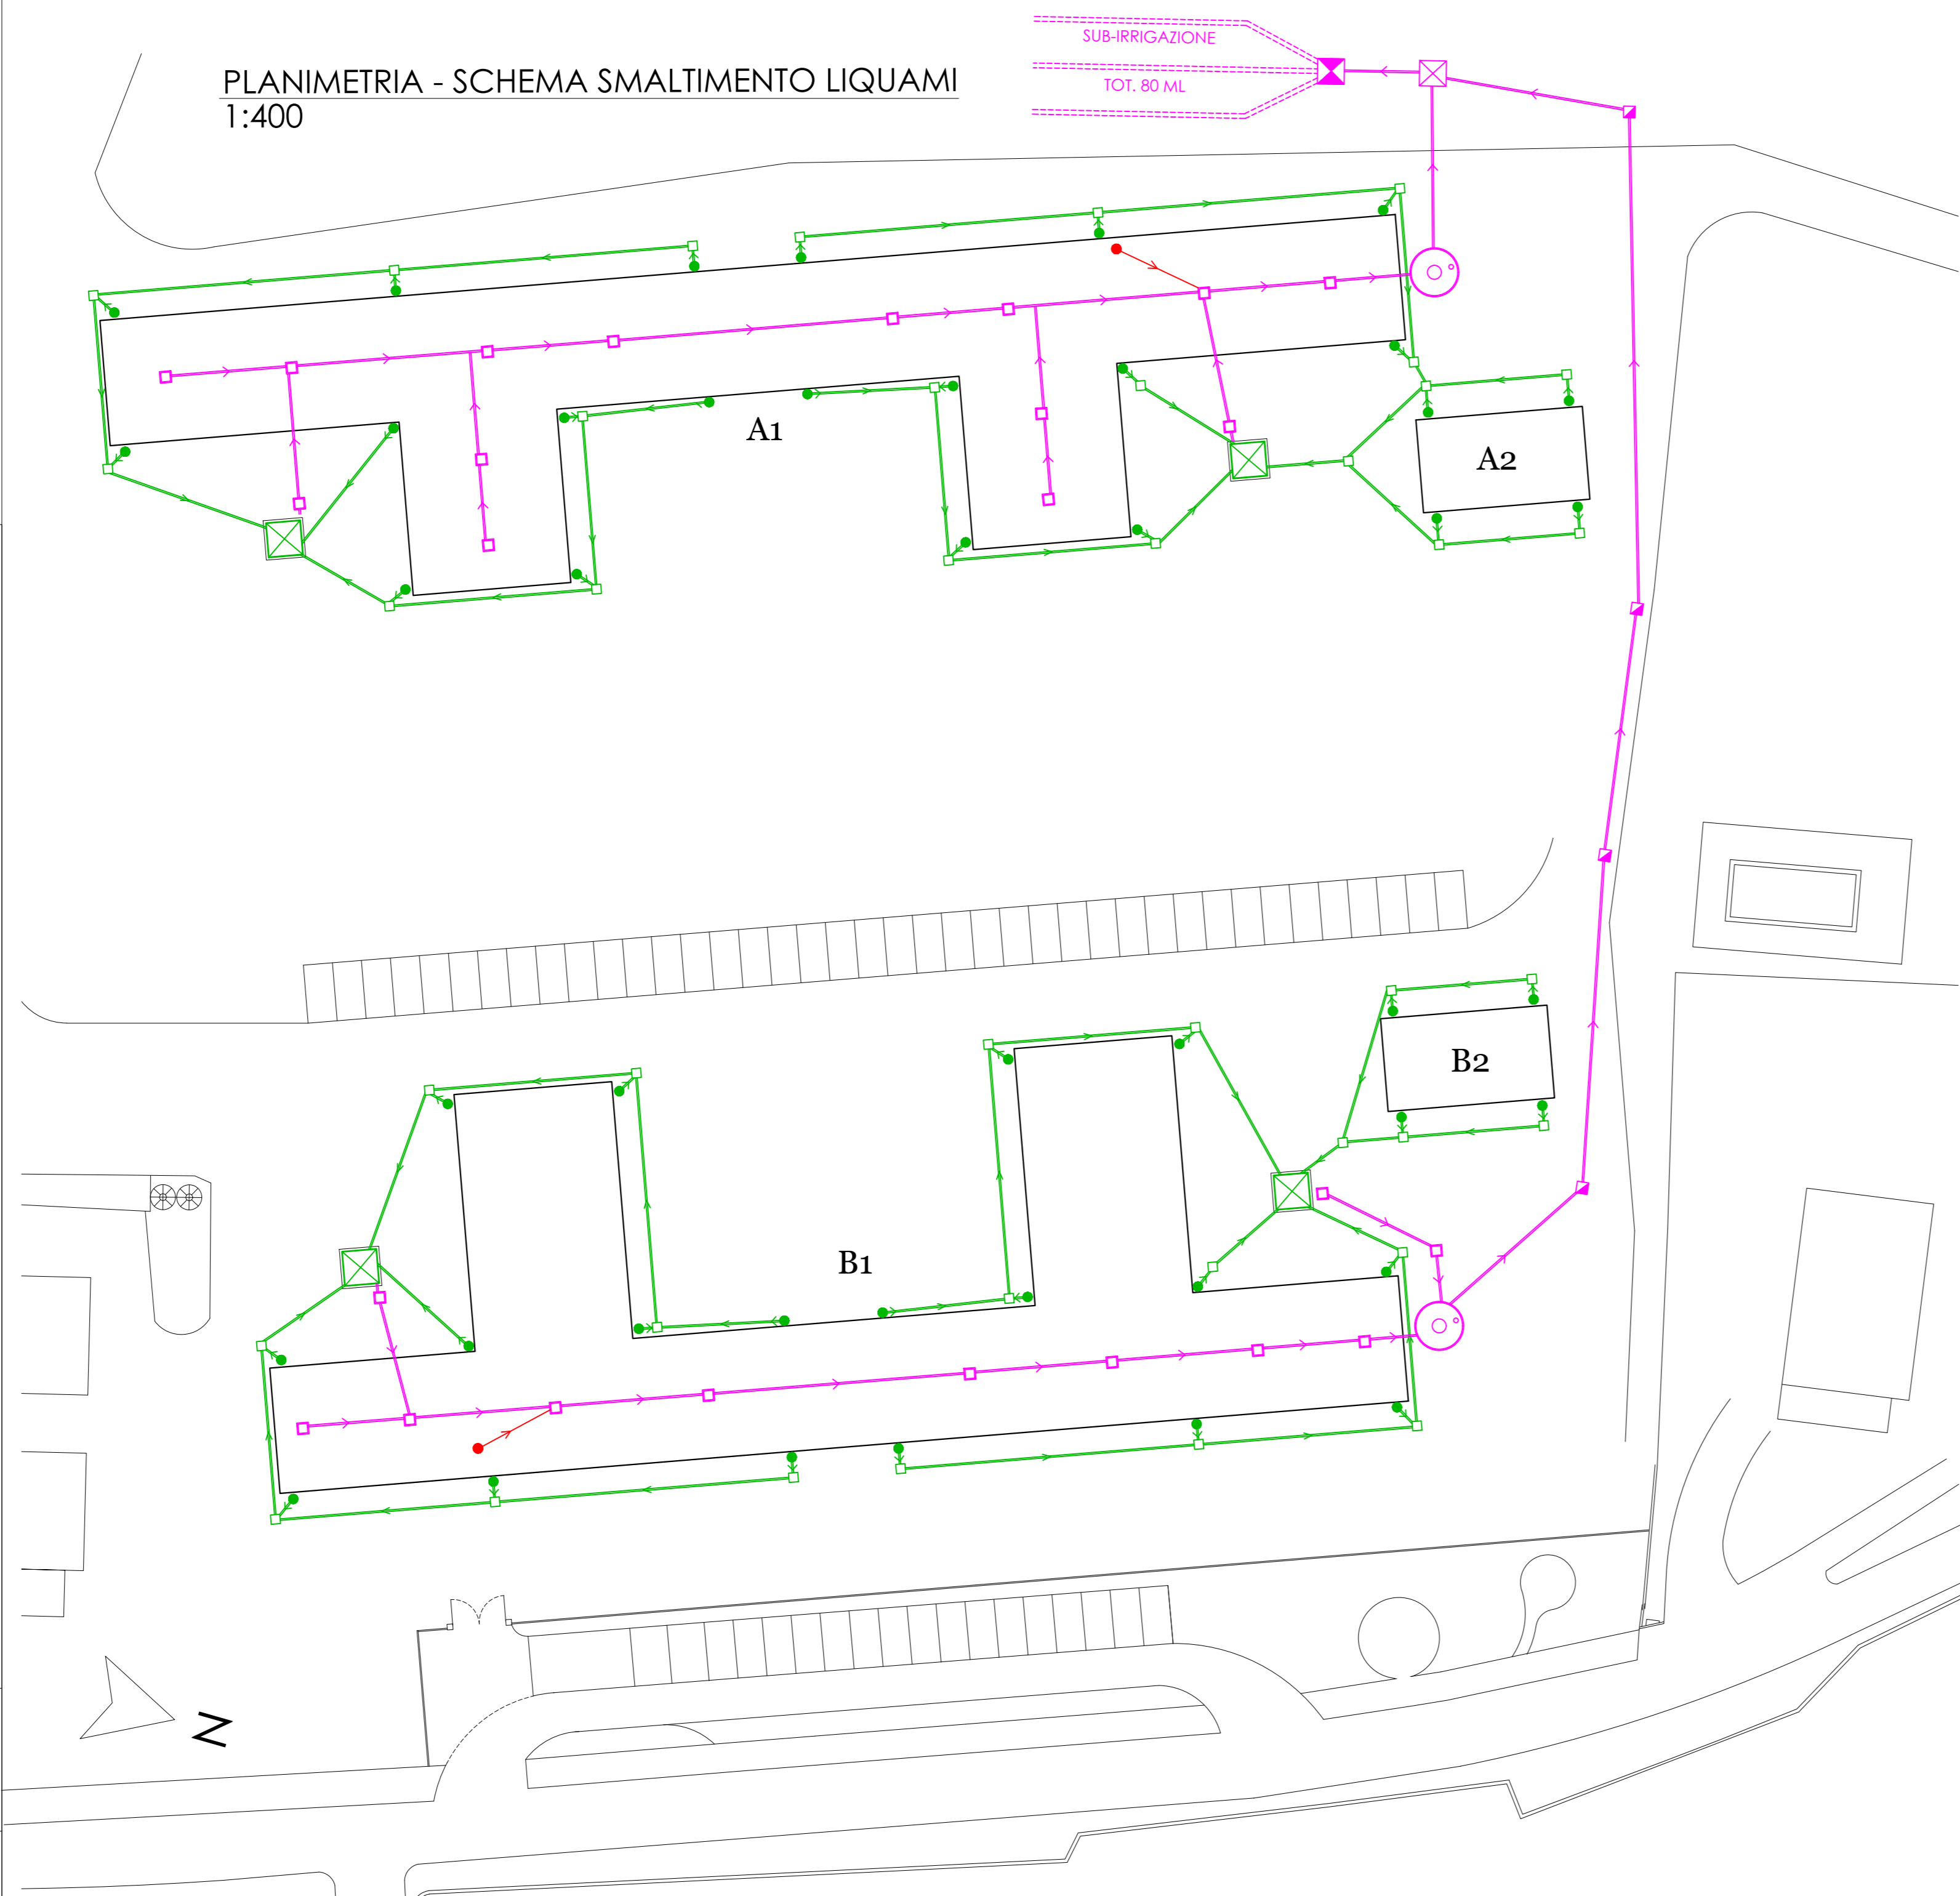 SUB-IRRIGAZIONE
TOT. 80 ML
PLANIMETRIA - SCHEMA SMALTIMENTO LIQUAMI
1:400
A1
A2
B2
B1
N